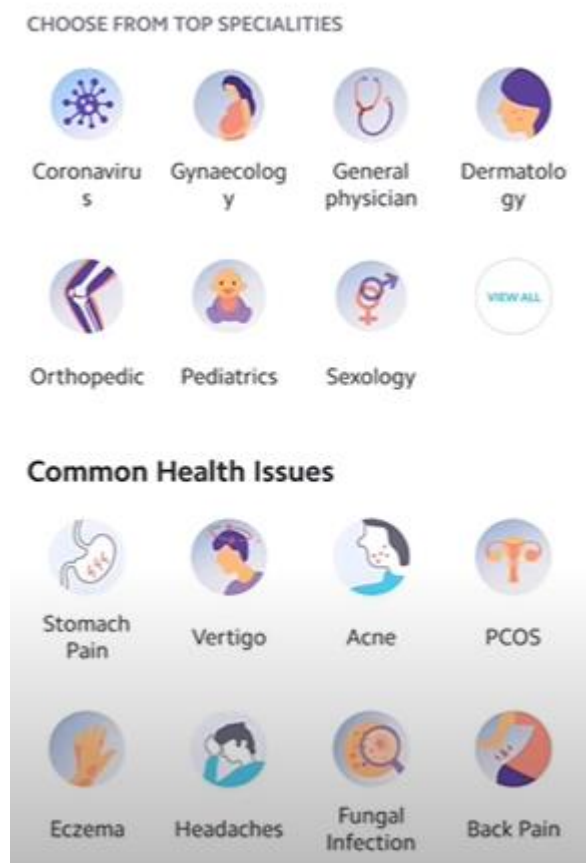 CHOOSE FROM TOP SPECIALITIES
Coronaviru Gynaecolog General Dermatolo
s y physician gy
VIEW ALL
Orthopedic Pediatrics Sexology
Common Health Issues
Stomach
Pain Vertigo Acne PCOS
Eczema Headaches Fungal
Infection Back Pain